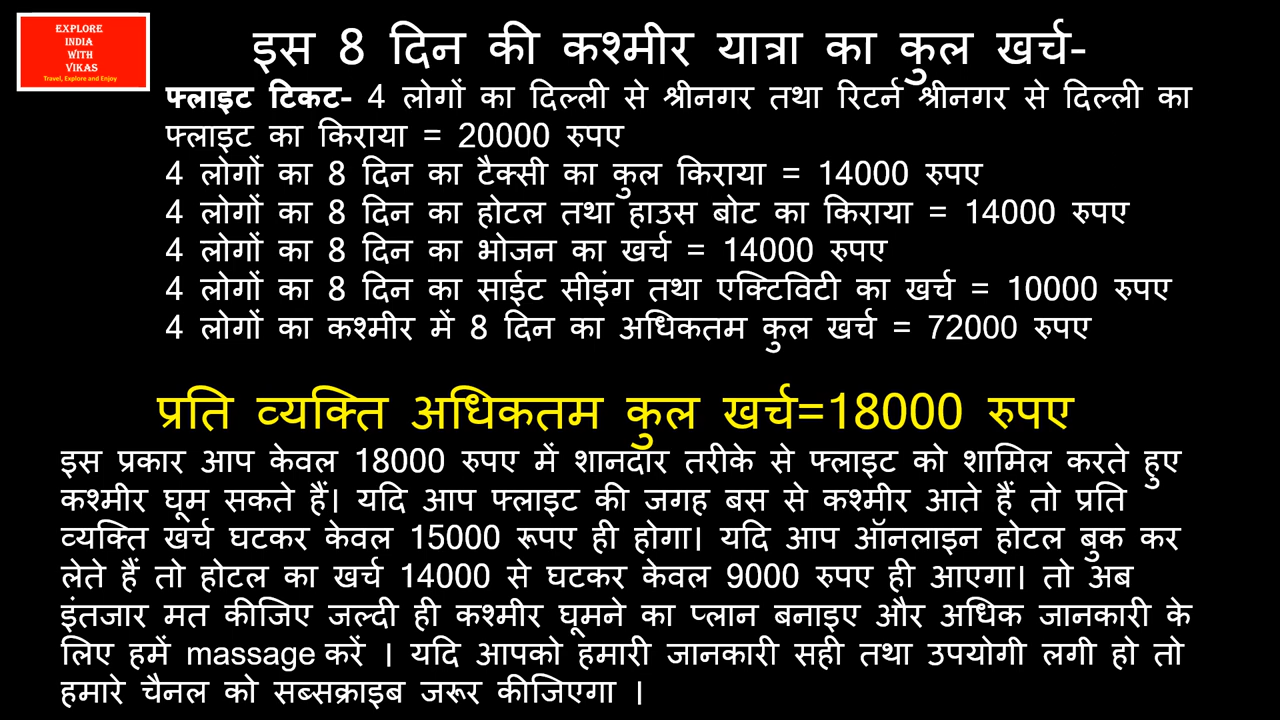 EXPLORE
INDIA
WITH
VIKAS
Travel, Explore and Enjoy
इस 8 दिन की कश्मीर यात्रा का कुल खर्च-
फ्लाइट टिकट- 4 लोगों का दिल्ली से श्रीनगर तथा रिटर्न श्रीनगर से दिल्ली का
फ्लाइट का किराया = 20000 रुपए
4 लोगों का 8 दिन का टैक्सी का कुल किराया = 14000 रुपए
4 लोगों का 8 दिन का होटल तथा हाउस बोट का किराया = 14000 रुपए
4 लोगों का 8 दिन का भोजन का खर्च = 14000 रुपए
4 लोगों का 8 दिन का साईट सीइंग तथा एक्टिविटी का खर्च = 10000 रुपए
4 लोगों का कश्मीर में 8 दिन का अधिकतम कुल खर्च = 72000 रुपए
प्रति व्यक्ति अधिकतम कुल खर्च=18000 रुपए
इस प्रकार आप केवल 18000 रुपए में शानदार तरीके से फ्लाइट को शामिल करते हुए
कश्मीर घूम सकते हैं। यदि आप फ्लाइट की जगह बस से कश्मीर आते हैं तो प्रति
व्यक्ति खर्च घटकर केवल 15000 रूपए ही होगा। यदि आप ऑनलाइन होटल बुक कर
लेते हैं तो होटल का खर्च 14000 से घटकर केवल 9000 रुपए ही आएगा। तो अब
इंतजार मत कीजिए जल्दी ही कश्मीर घूमने का प्लान बनाइए और अधिक जानकारी के
लिए हमें massage करें । यदि आपको हमारी जानकारी सही तथा उपयोगी लगी हो तो
हमारे चैनल को सब्सक्राइब जरूर कीजिएगा ।